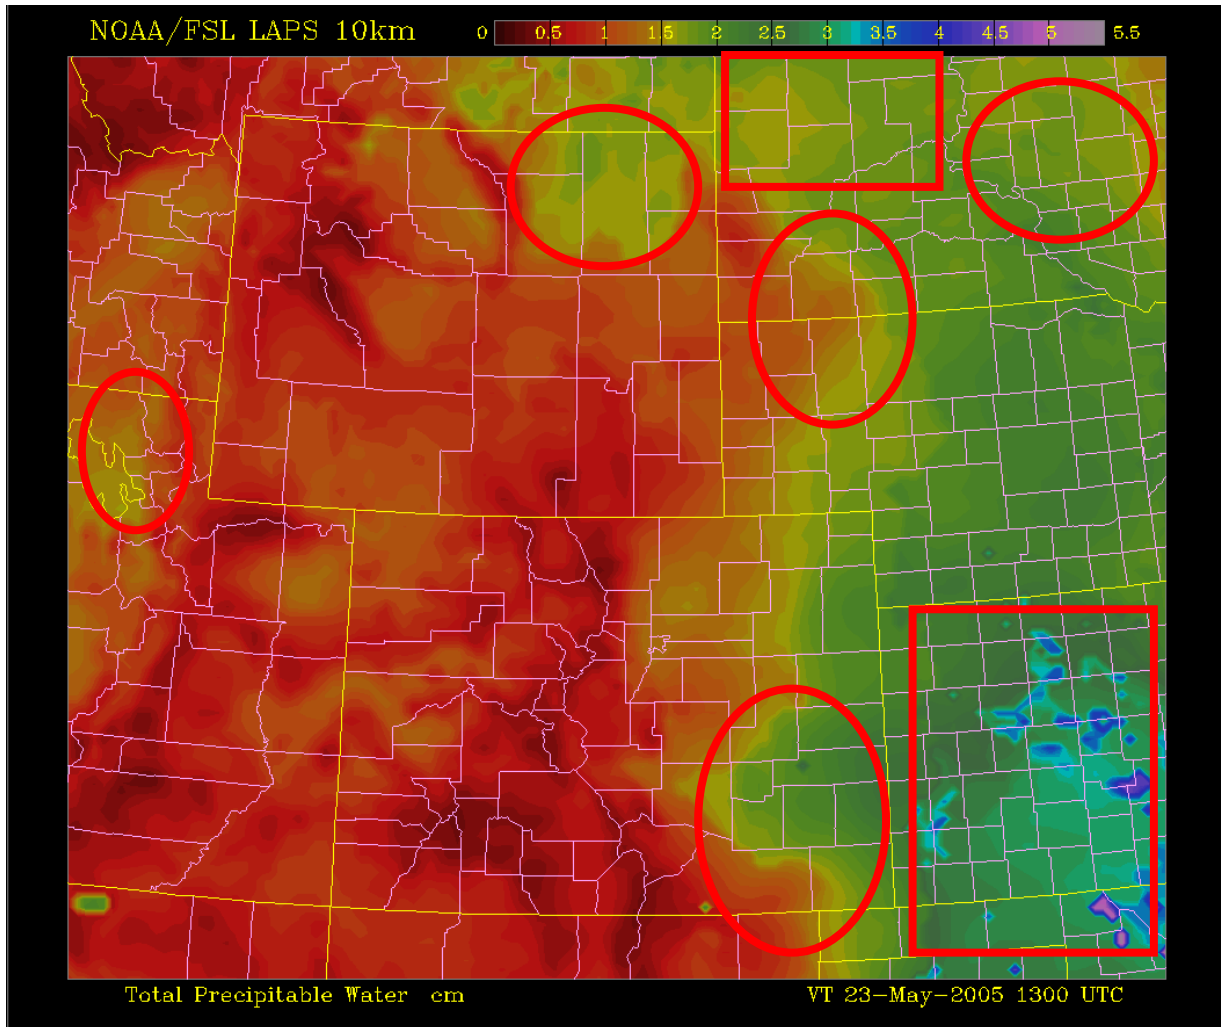 NOAA/FSL LAPS 10km
0 0.5 1 1.5 2 2.5 3 3.5 4 4.5 5 5.5
Total Precipitable Water cm
VT 23-May-2005 1300 UTC